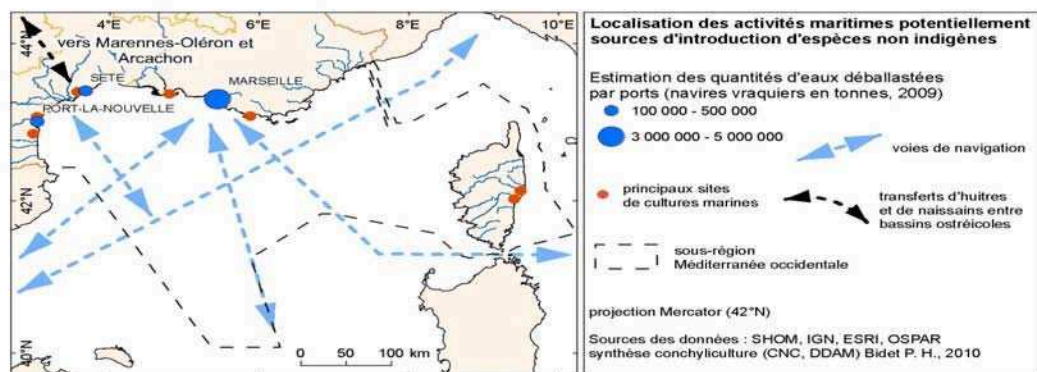 4°E
6°E
8°E
10°E
44°N
vers Marennes-Oléron et
Arcachon
SETE
MARSEILLE
PORT-LA-NOUVELLE
42°N
40°N
0 50 100 km
Localisation des activités maritimes potentiellement
sources d'introduction d'espèces non indigènes
Estimation des quantités d'eaux déballastées
par ports (navires vraquiers en tonnes, 2009)
100 000 - 500 000
3 000 000 - 5 000 000
voies de navigation
principaux sites
de cultures marines
transferts d'huitres
et de naissains entre
bassins ostréicoles
sous-région
Méditerranée occidentale
projection Mercator (42°N)
Sources des données : SHOM, IGN, ESRI, OSPAR
synthèse conchyliculture (CNC, DDAM) Bidet P. H., 2010